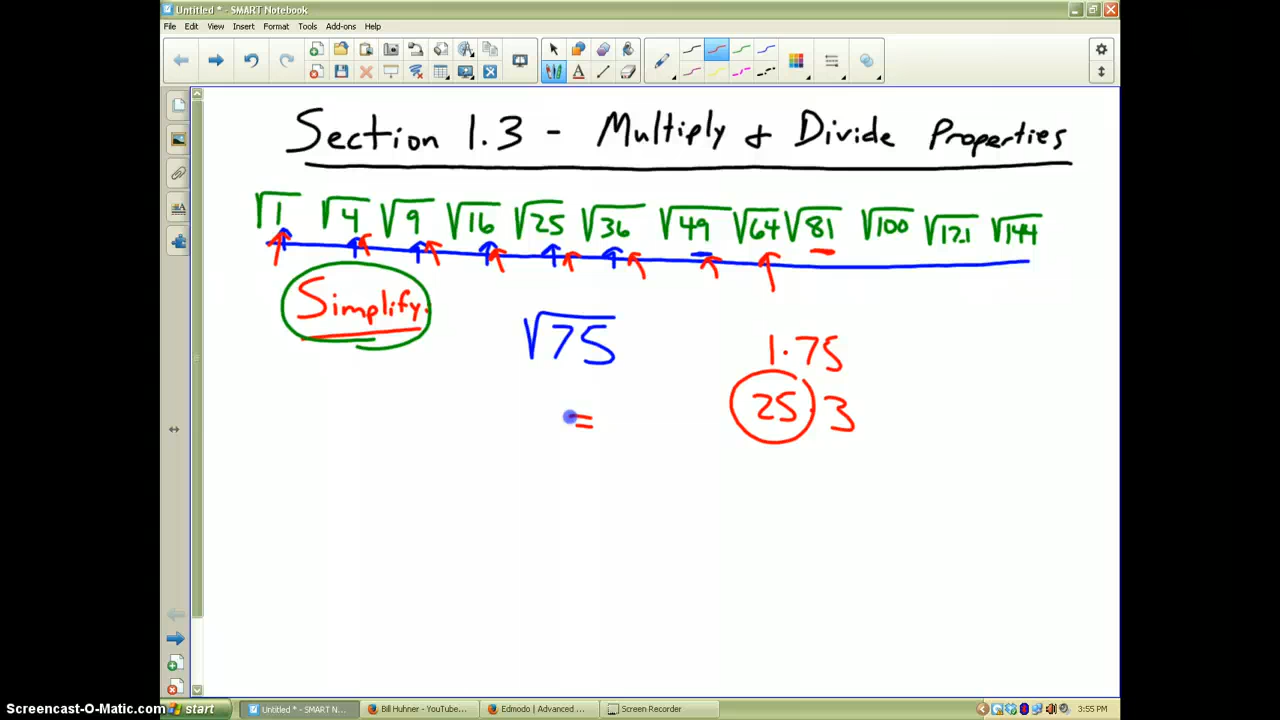 Untitled * - SMART Notebook
File Edit View Insert Format Tools Add-ons Help
Section 1.3 - Multiply & Divide Properties
√1 √4 √9 √16 √25 √36 √49 √64 √81 √100 √121 √144
Simplify.
√75
1·75
= 25·3
Screencast-O-Matic.com
start Untitled * - SMART N... Bill Huhner - YouTube... Edmodo | Advanced ... Screen Recorder 3:55 PM